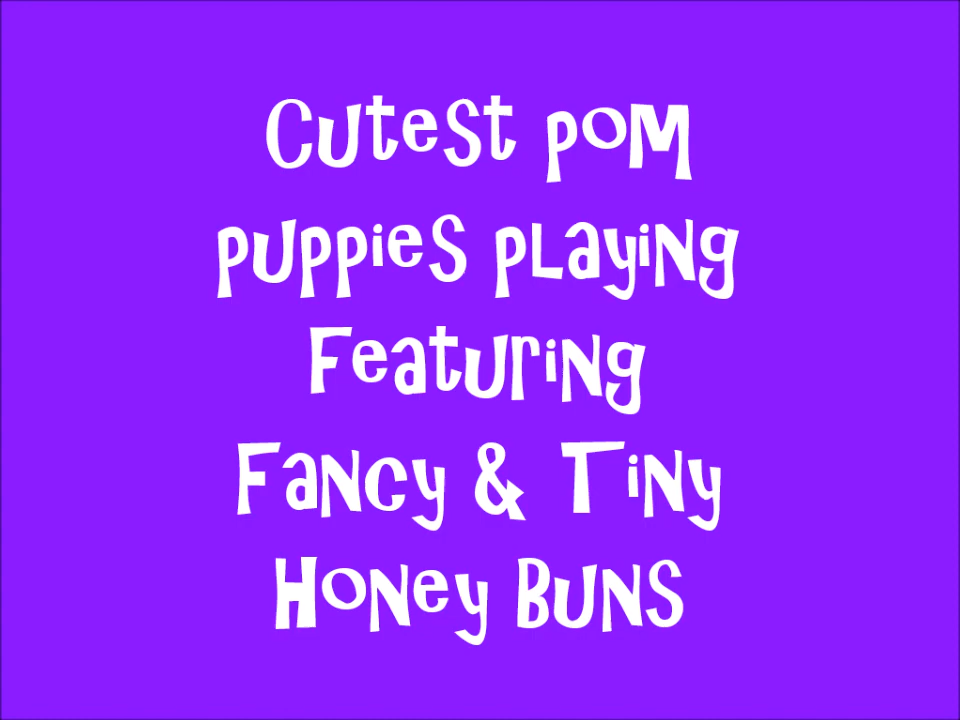 Cutest Pom
puppies playing
Featuring
Fancy & Tiny
Honey Buns